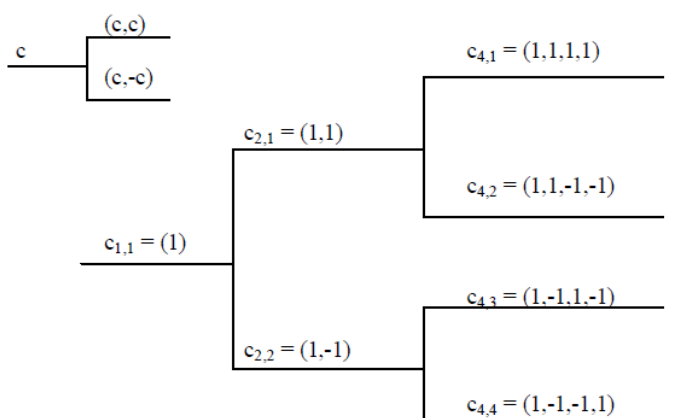 (c,c)
c
(c,-c)
c4,1 = (1,1,1,1)
c2,1 = (1,1)
c4,2 = (1,1,-1,-1)
c1,1 = (1)
c4,3 = (1,-1,1,-1)
c2,2 = (1,-1)
c4,4 = (1,-1,-1,1)